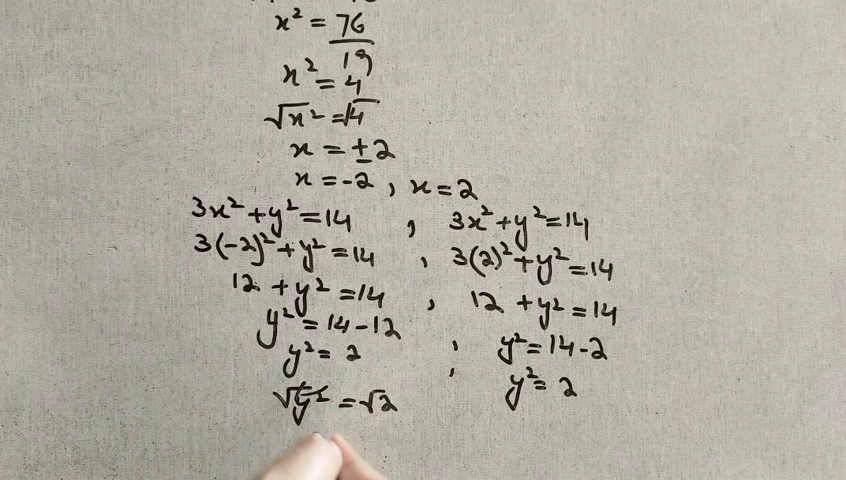 x² = 76
19
x² = 4
√x² = √4
x = ±2
x = -2 , x = 2
3x² + y² = 14 , 3x² + y² = 14
3(-2)² + y² = 14 , 3(2)² + y² = 14
12 + y² = 14 , 12 + y² = 14
y² = 14 - 12 , y² = 14 - 2
y² = 2 , y² = 2
√y² = √2